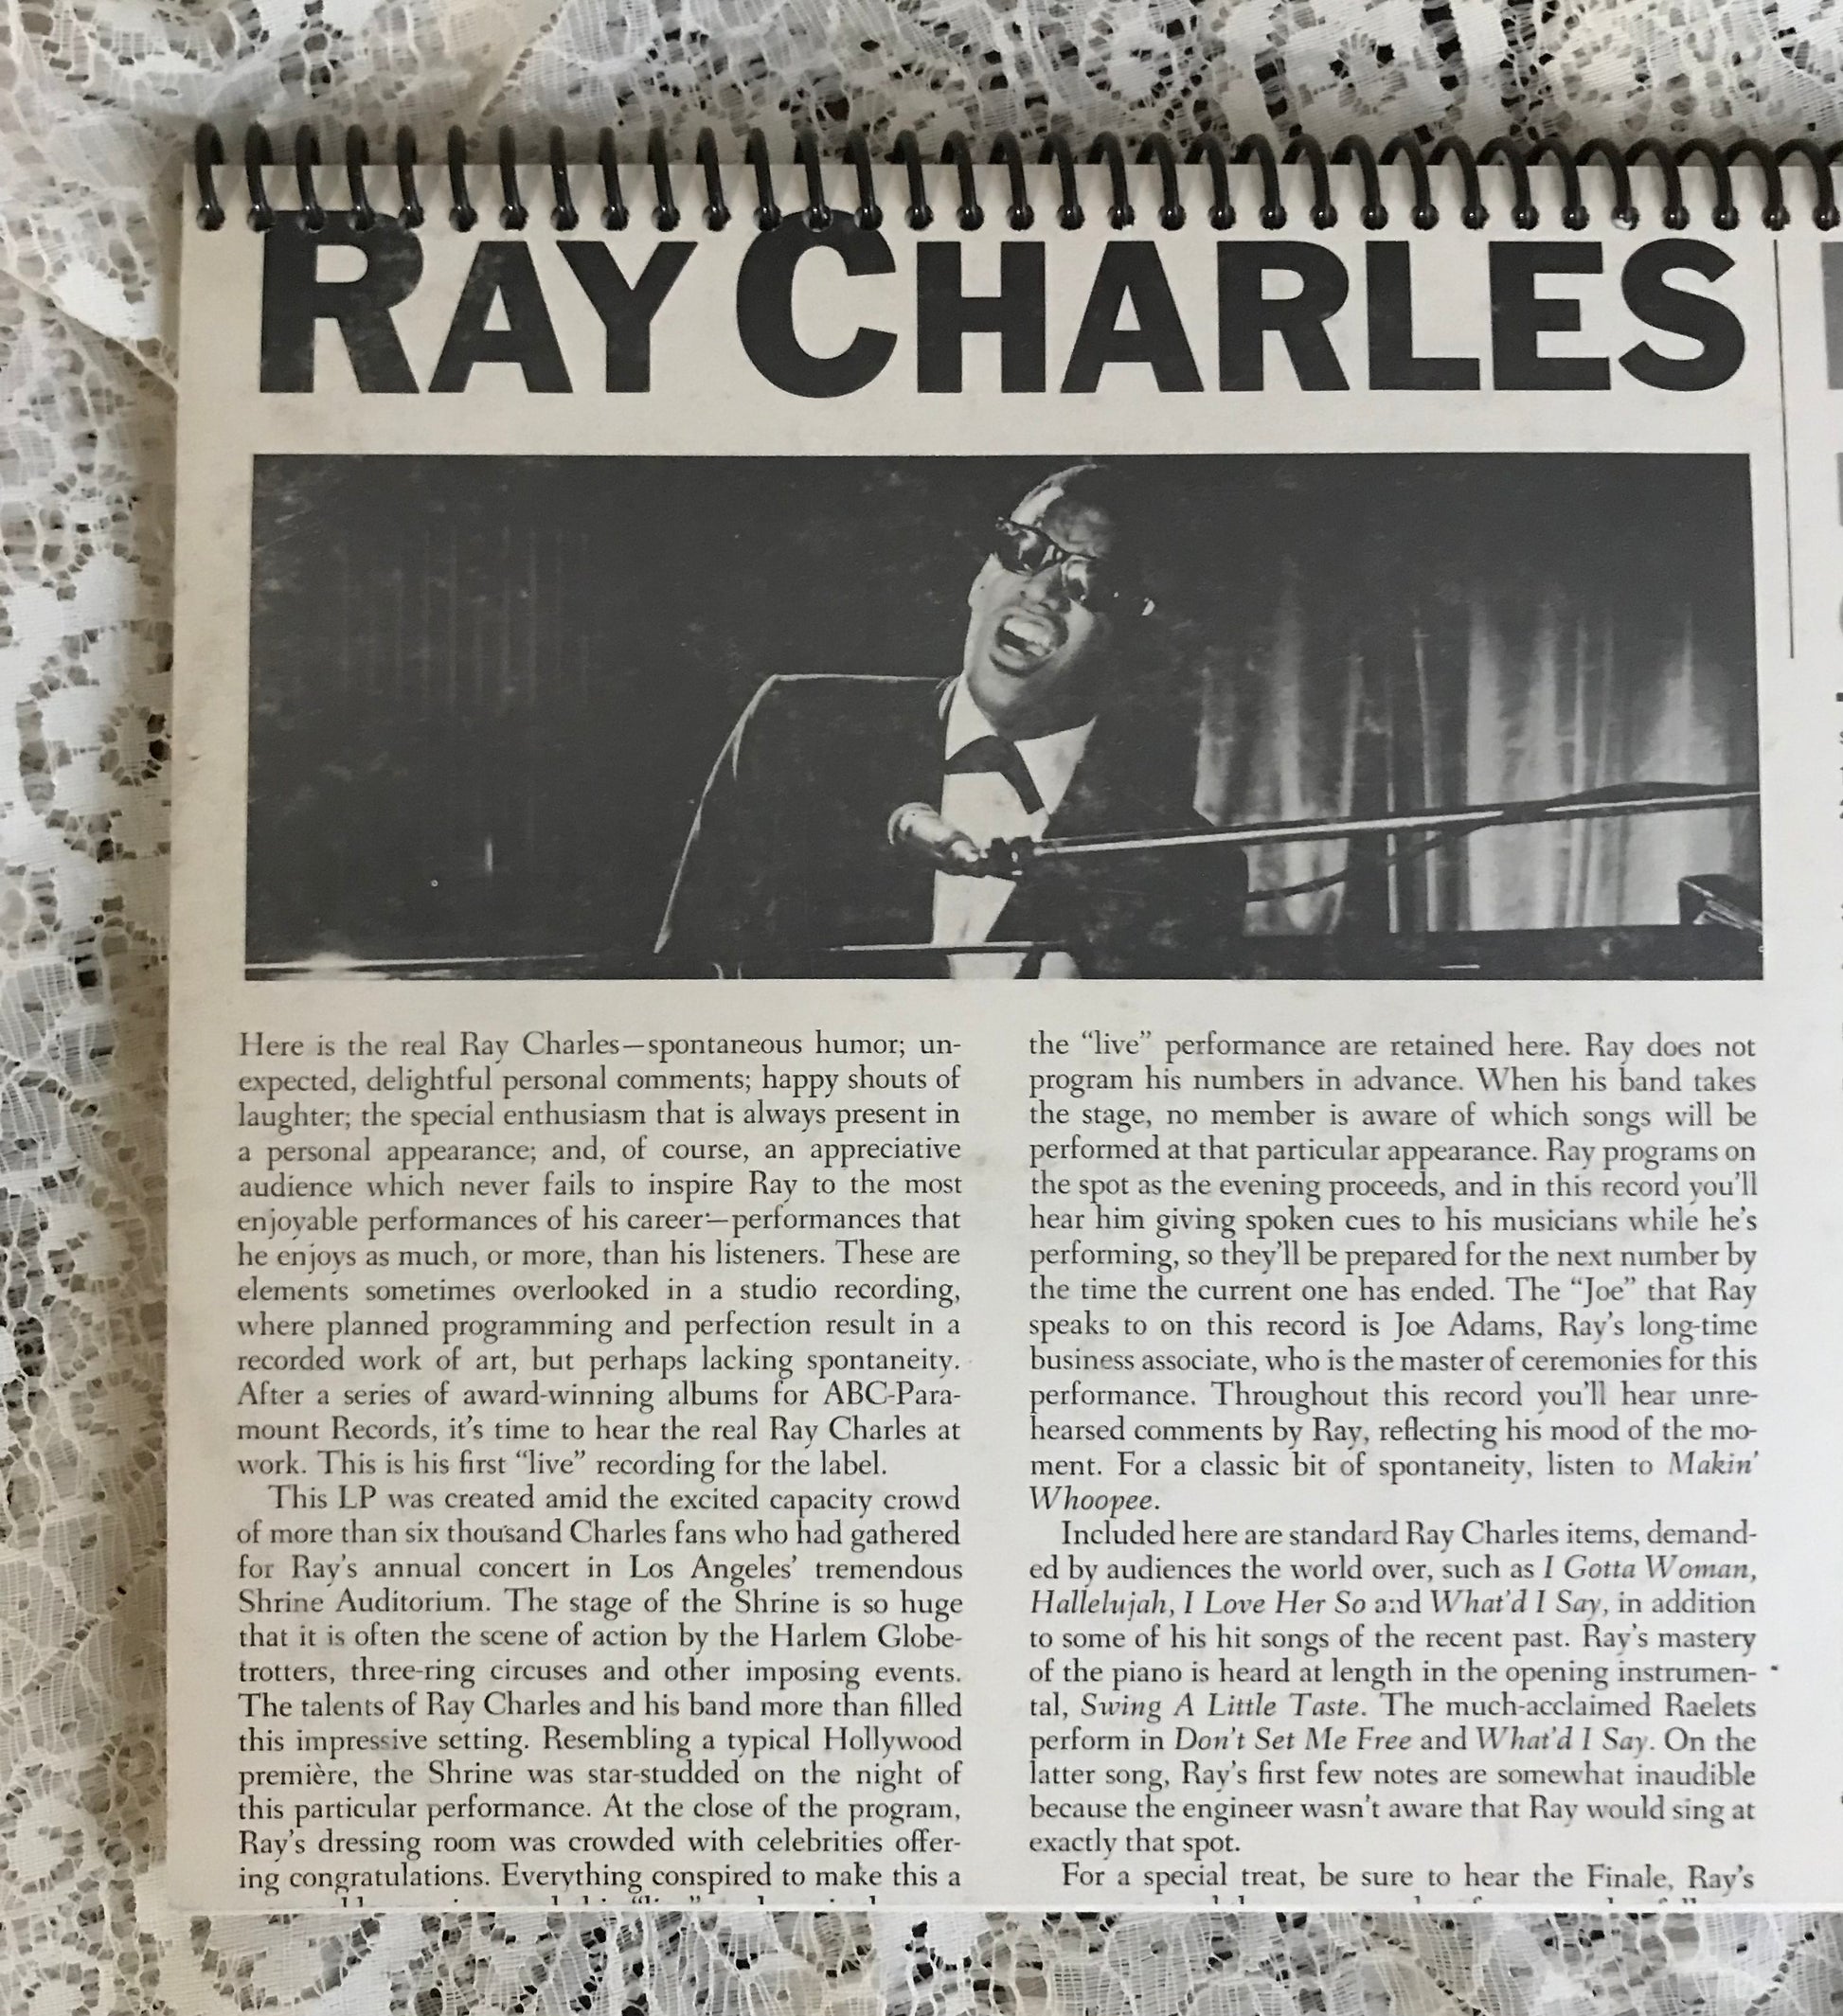 RAY CHARLES
Here is the real Ray Charles—spontaneous humor; un-
expected, delightful personal comments; happy shouts of
laughter; the special enthusiasm that is always present in
a personal appearance; and, of course, an appreciative
audience which never fails to inspire Ray to the most
enjoyable performances of his career—performances that
he enjoys as much, or more, than his listeners. These are
elements sometimes overlooked in a studio recording,
where planned programming and perfection result in a
recorded work of art, but perhaps lacking spontaneity.
After a series of award-winning albums for ABC-Para-
mount Records, it's time to hear the real Ray Charles at
work. This is his first “live” recording for the label.
This LP was created amid the excited capacity crowd
of more than six thousand Charles fans who had gathered
for Ray's annual concert in Los Angeles' tremendous
Shrine Auditorium. The stage of the Shrine is so huge
that it is often the scene of action by the Harlem Globe-
trotters, three-ring circuses and other imposing events.
The talents of Ray Charles and his band more than filled
this impressive setting. Resembling a typical Hollywood
première, the Shrine was star-studded on the night of
this particular performance. At the close of the program,
Ray's dressing room was crowded with celebrities offer-
ing congratulations. Everything conspired to make this a
the “live” performance are retained here. Ray does not
program his numbers in advance. When his band takes
the stage, no member is aware of which songs will be
performed at that particular appearance. Ray programs on
the spot as the evening proceeds, and in this record you'll
hear him giving spoken cues to his musicians while he's
performing, so they'll be prepared for the next number by
the time the current one has ended. The “Joe” that Ray
speaks to on this record is Joe Adams, Ray's long-time
business associate, who is the master of ceremonies for this
performance. Throughout this record you'll hear unre-
hearsed comments by Ray, reflecting his mood of the mo-
ment. For a classic bit of spontaneity, listen to Makin'
Whoopee.
Included here are standard Ray Charles items, demand-
ed by audiences the world over, such as I Gotta Woman,
Hallelujah, I Love Her So and What'd I Say, in addition
to some of his hit songs of the recent past. Ray's mastery
of the piano is heard at length in the opening instrumen-
tal, Swing A Little Taste. The much-acclaimed Raelets
perform in Don't Set Me Free and What'd I Say. On the
latter song, Ray's first few notes are somewhat inaudible
because the engineer wasn't aware that Ray would sing at
exactly that spot.
For a special treat, be sure to hear the Finale, Ray's